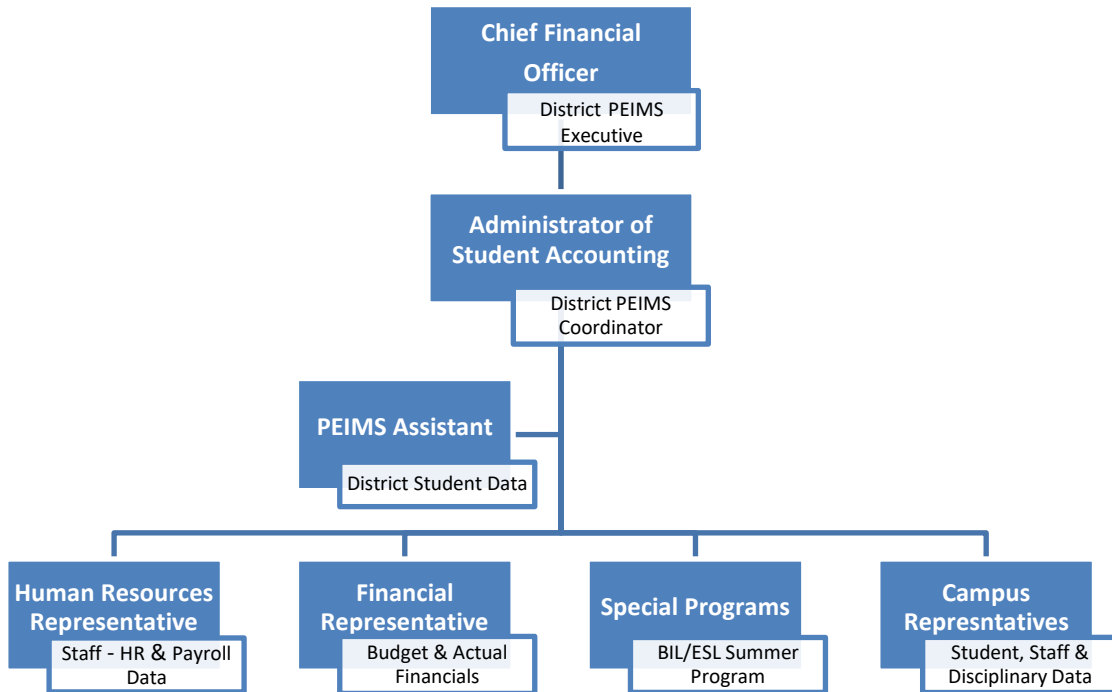 Chief Financial
Officer
District PEIMS
Executive
Administrator of
Student Accounting
District PEIMS
Coordinator
PEIMS Assistant
District Student Data
Human Resources
Representative
Staff - HR & Payroll
Data
Financial
Representative
Budget & Actual
Financials
Special Programs
BIL/ESL Summer
Program
Campus
Represntatives
Student, Staff &
Disciplinary Data